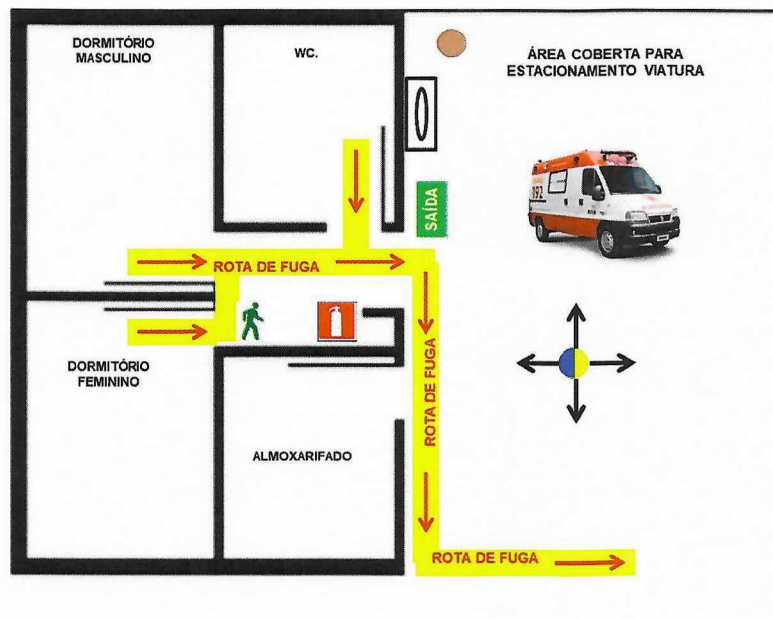 DORMITÓRIO
MASCULINO
WC.
ÁREA COBERTA PARA
ESTACIONAMENTO VIATURA
192
SAÍDA
ROTA DE FUGA
DORMITÓRIO
FEMININO
ROTA DE FUGA
ALMOXARIFADO
ROTA DE FUGA